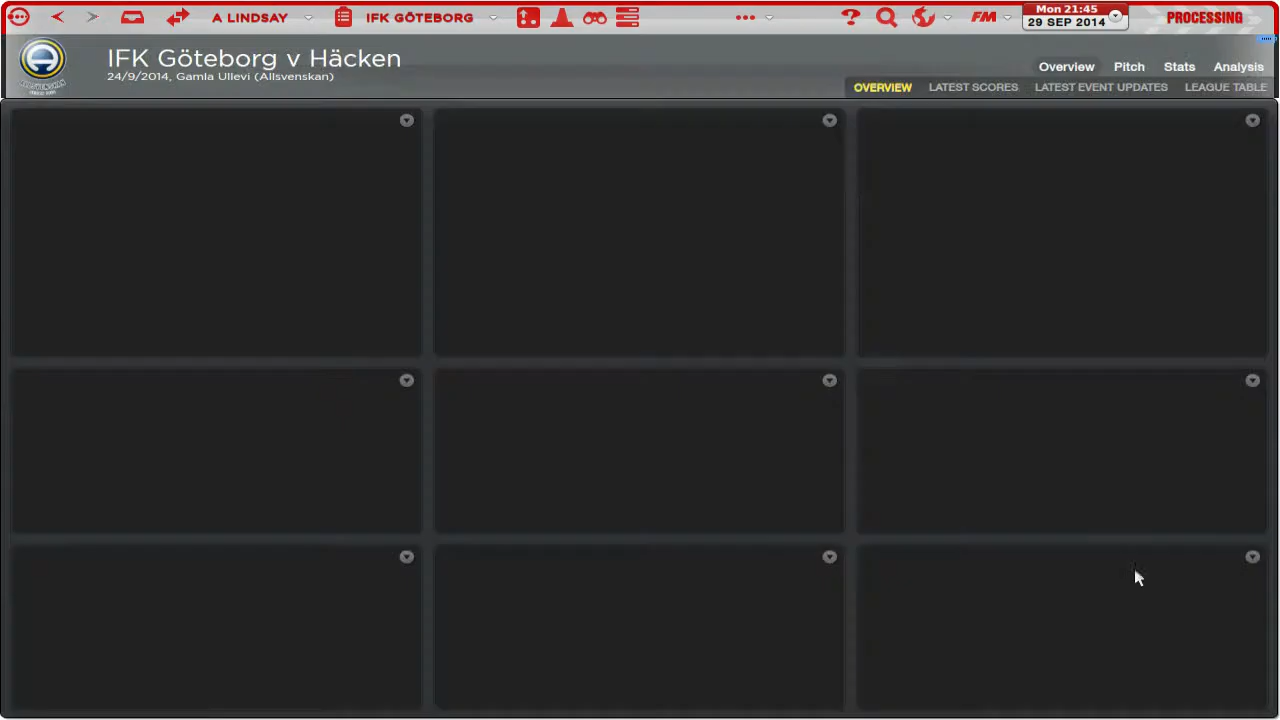 A LINDSAY IFK GÖTEBORG ••• ? FM Mon 21:45 PROCESSING
29 SEP 2014
IFK Göteborg v Häcken
24/9/2014, Gamla Ullevi (Allsvenskan)
Overview Pitch Stats Analysis
OVERVIEW LATEST SCORES LATEST EVENT UPDATES LEAGUE TABLE